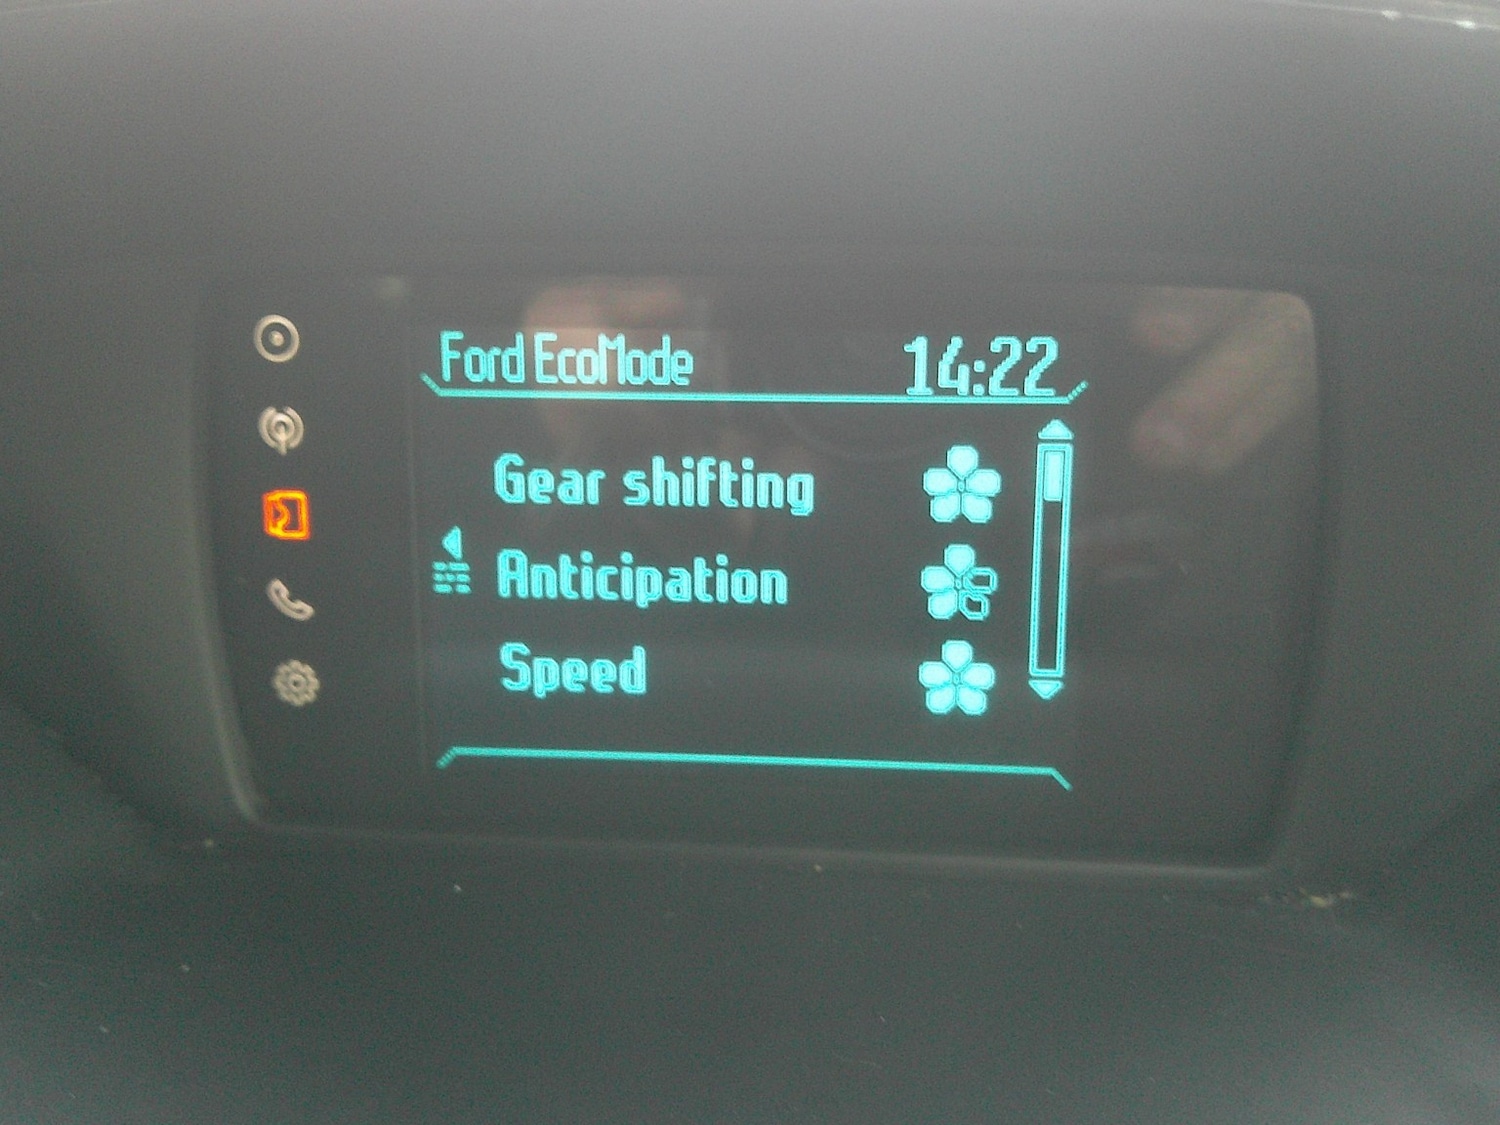 Ford EcoMode 14:22
Gear shifting
Anticipation
Speed